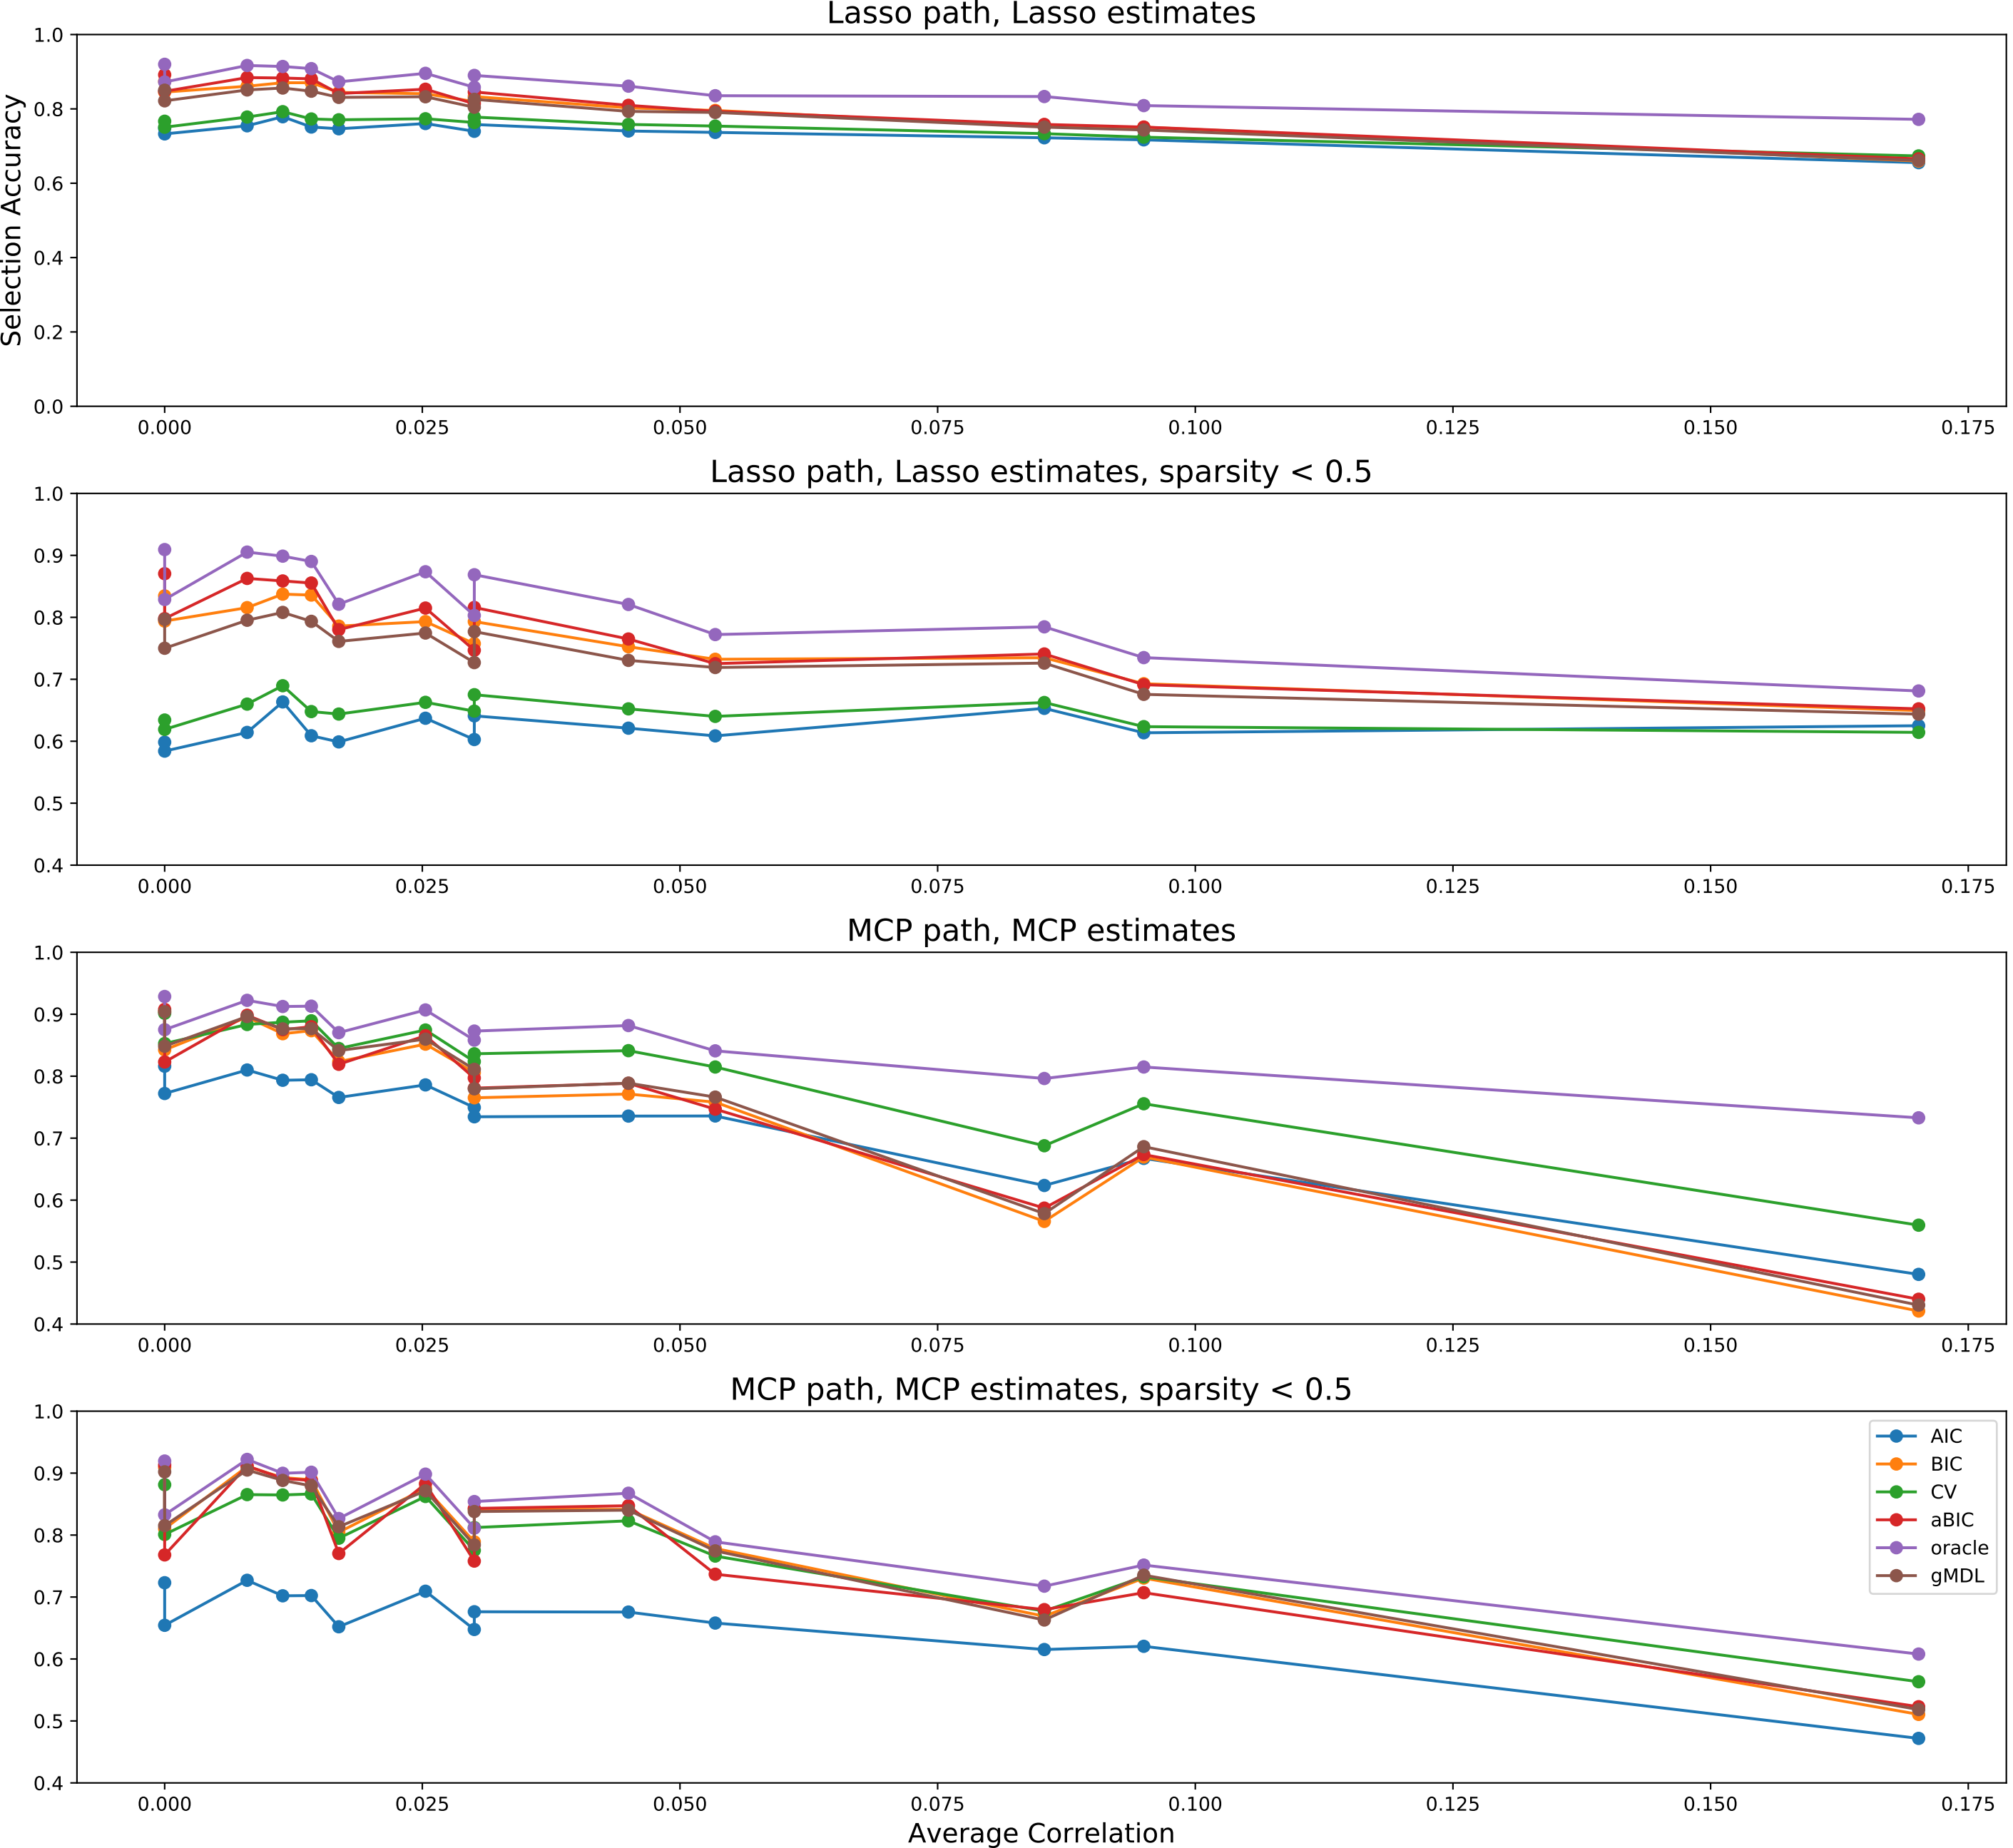 Lasso path, Lasso estimates
1.0
0.8
0.6
0.4
0.2
0.0
Selection Accuracy
0.000 0.025 0.050 0.075 0.100 0.125 0.150 0.175
Lasso path, Lasso estimates, sparsity < 0.5
1.0
0.9
0.8
0.7
0.6
0.5
0.4
0.000 0.025 0.050 0.075 0.100 0.125 0.150 0.175
MCP path, MCP estimates
1.0
0.9
0.8
0.7
0.6
0.5
0.4
0.000 0.025 0.050 0.075 0.100 0.125 0.150 0.175
MCP path, MCP estimates, sparsity < 0.5
1.0
0.9
0.8
0.7
0.6
0.5
0.4
AIC
BIC
CV
aBIC
oracle
gMDL
0.000 0.025 0.050 0.075 0.100 0.125 0.150 0.175
Average Correlation